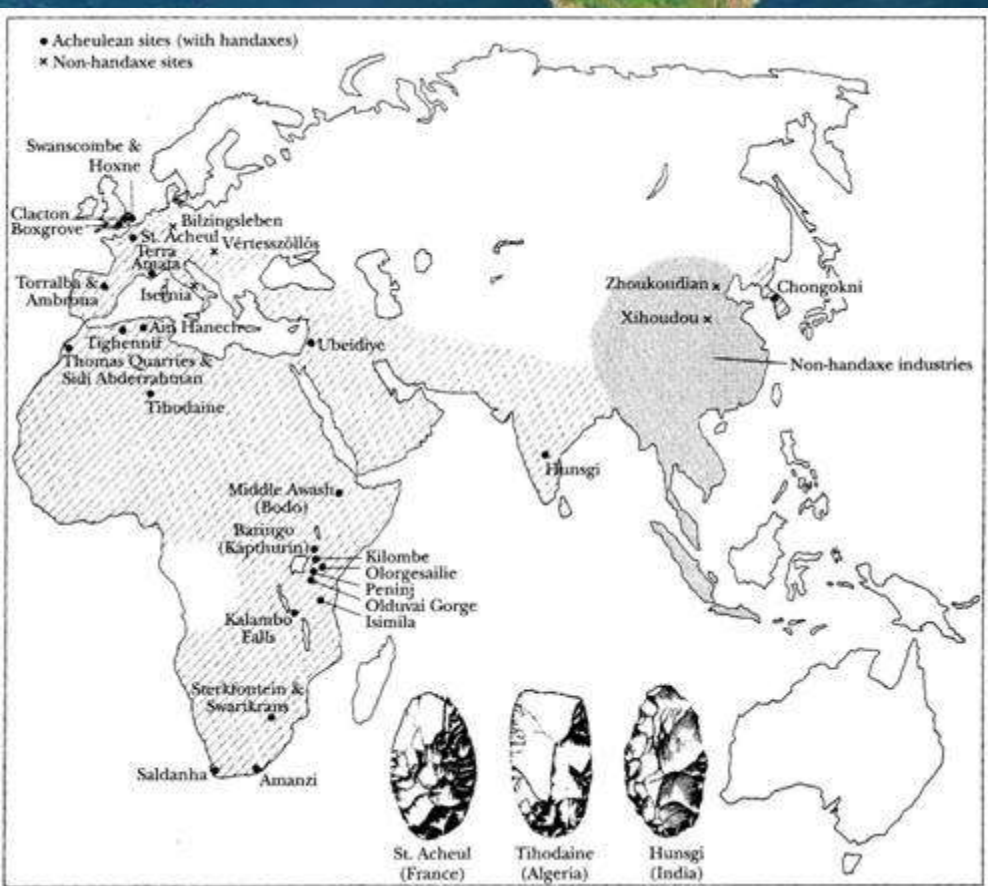 • Acheulean sites (with handaxes)
× Non-handaxe sites
Swanscombe &
Hoxne
Clacton
Boxgrove
Bilzingsleben
St. Acheul
Vértesszöllös
Terra
Amata
Torralba &
Ambrona
Isernia
Zhoukoudian
Chongokni
Xihoudou
Ain Haneche
Tighennif
Ubeidiye
Thomas Quarries &
Sidi Abderrahman
Non-handaxe industries
Tihodaine
Hunsgi
Middle Awash
(Bodo)
Baringo
(Kapthurin)
Kilombe
Olorgesailie
Peninj
Olduvai Gorge
Isimila
Kalambo
Falls
Sterkfontein &
Swartkrans
Saldanha
Amanzi
St. Acheul
(France)
Tihodaine
(Algeria)
Hunsgi
(India)